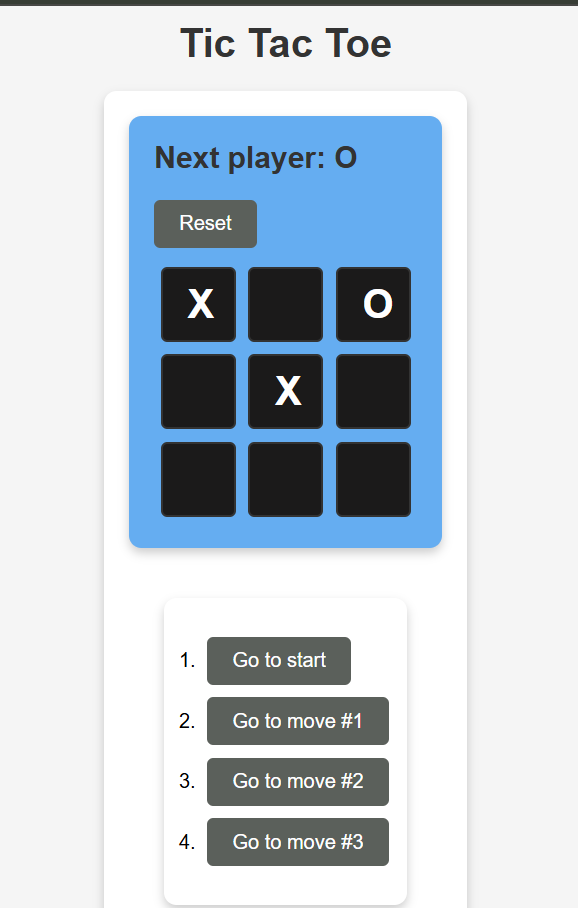 Tic Tac Toe
Next player: O
Reset
X O
X
1. Go to start
2. Go to move #1
3. Go to move #2
4. Go to move #3